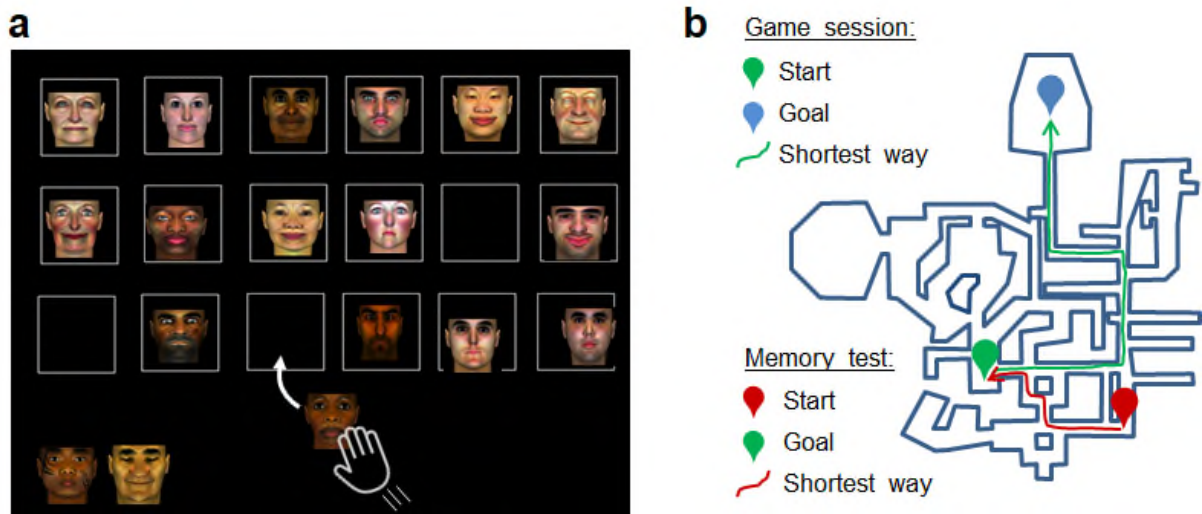 a
b
Game session:
Start
Goal
Shortest way
Memory test:
Start
Goal
Shortest way